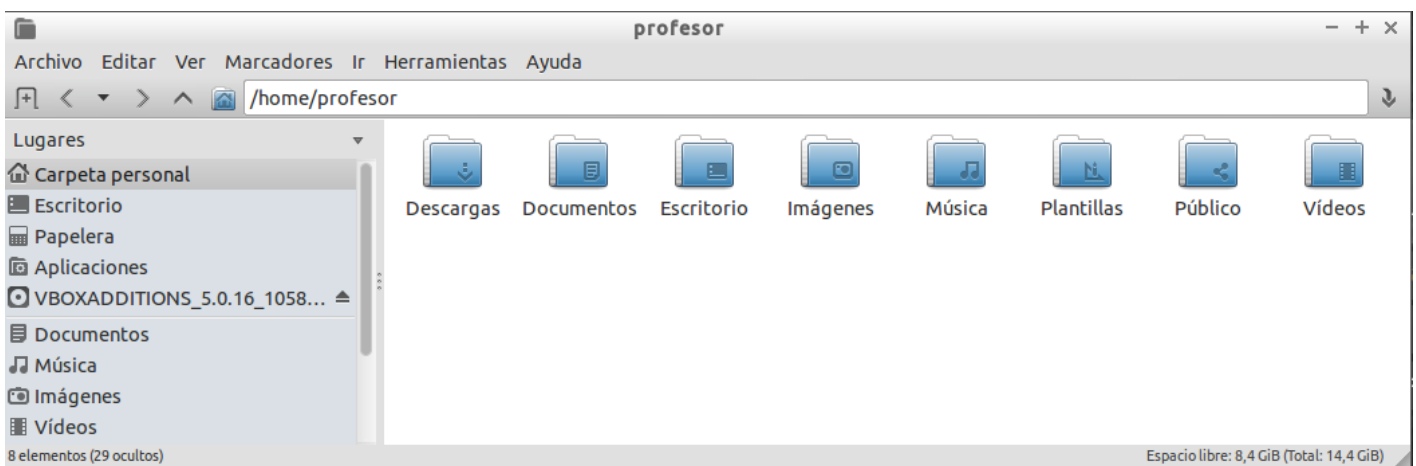 profesor
Archivo Editar Ver Marcadores Ir Herramientas Ayuda
/home/profesor
Lugares
Carpeta personal
Escritorio
Papelera
Aplicaciones
VBOXADDITIONS_5.0.16_1058...
Documentos
Música
Imágenes
Vídeos
Descargas Documentos Escritorio Imágenes Música Plantillas Público Vídeos
8 elementos (29 ocultos)
Espacio libre: 8,4 GiB (Total: 14,4 GiB)